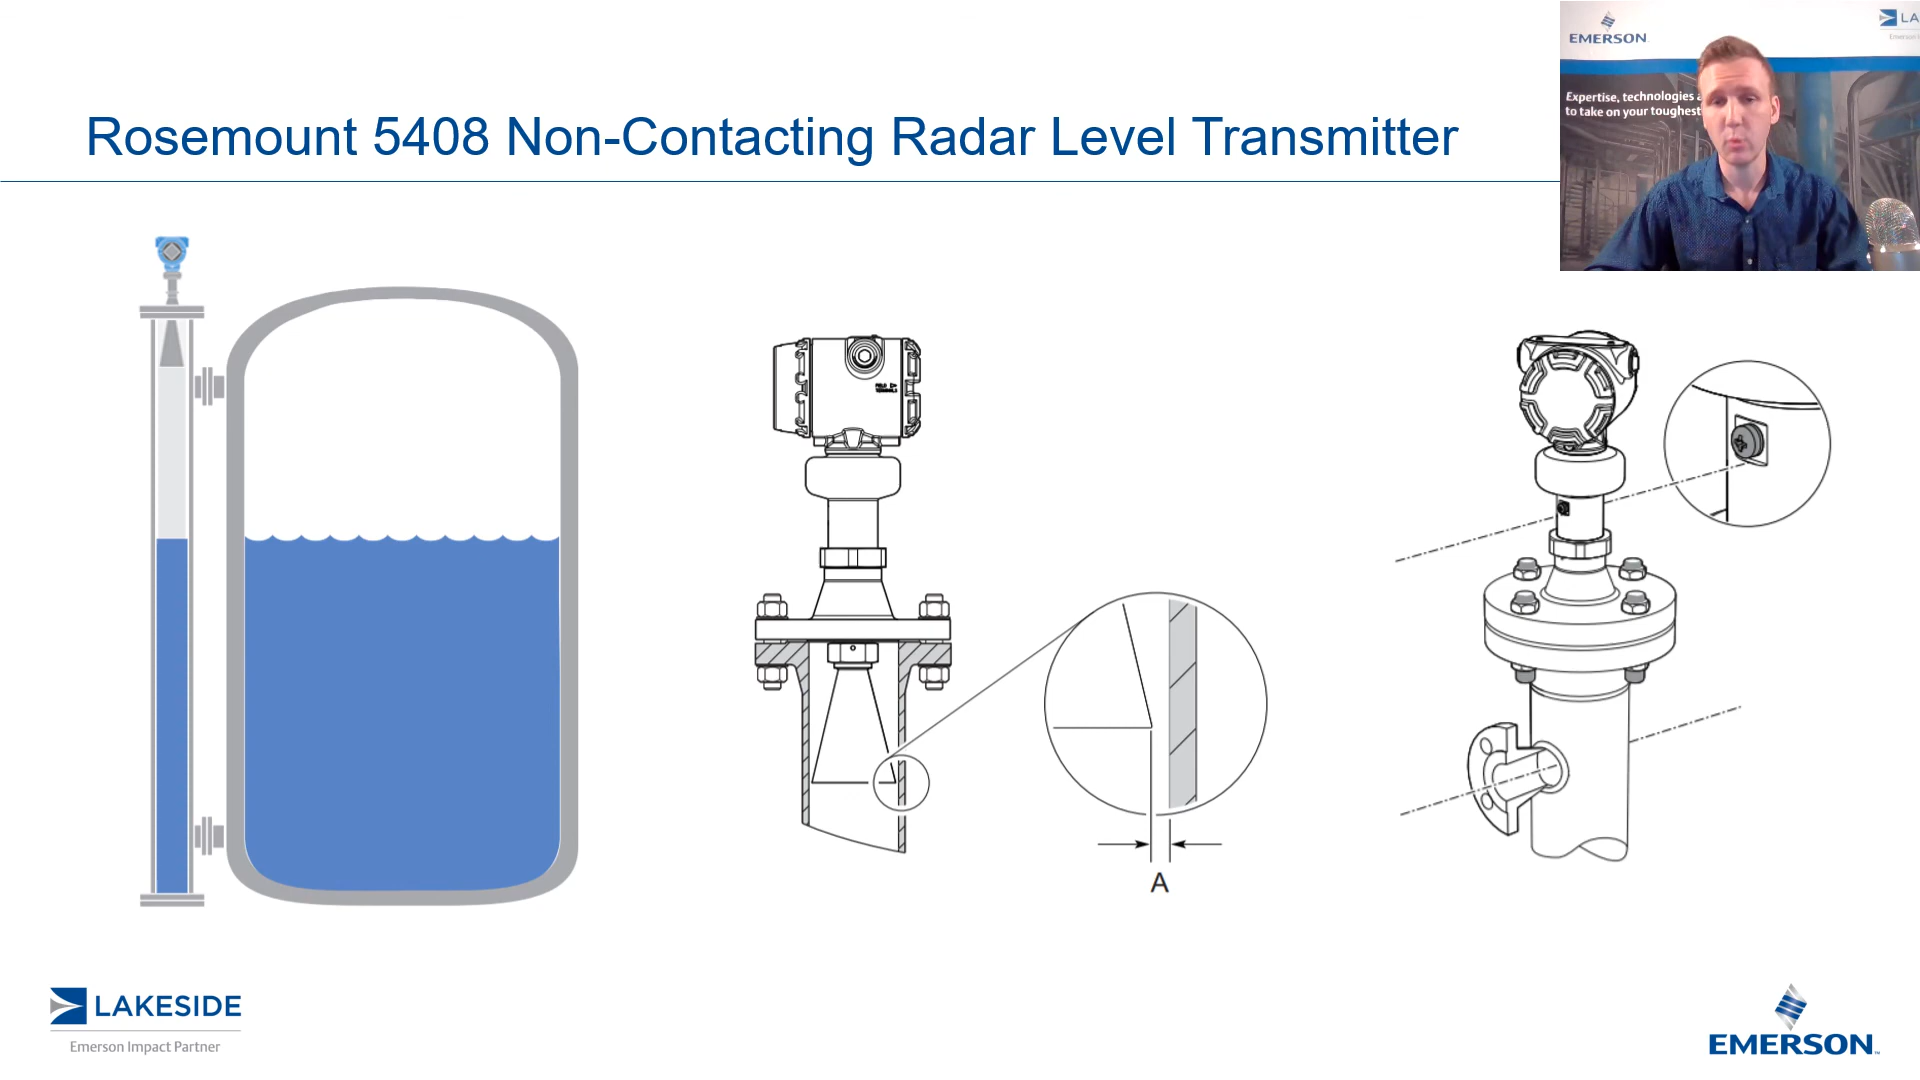 EMERSON
LA
Expertise, technologies a
to take on your toughest
Rosemount 5408 Non-Contacting Radar Level Transmitter
A
LAKESIDE
Emerson Impact Partner
EMERSON